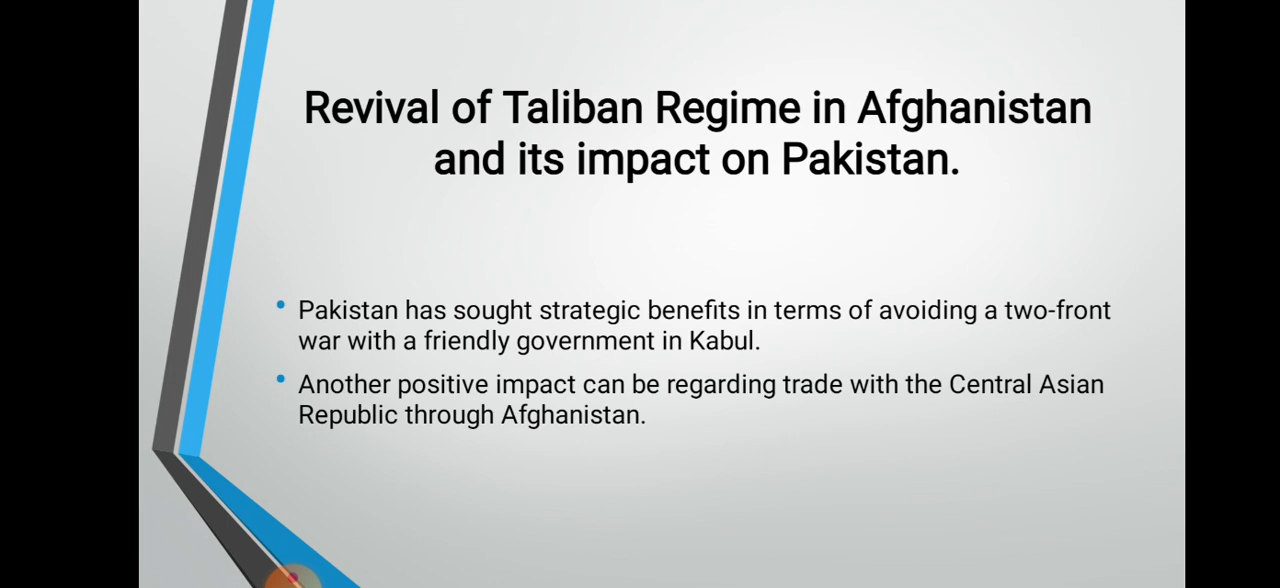 Revival of Taliban Regime in Afghanistan
and its impact on Pakistan.
• Pakistan has sought strategic benefits in terms of avoiding a two-front
war with a friendly government in Kabul.
• Another positive impact can be regarding trade with the Central Asian
Republic through Afghanistan.